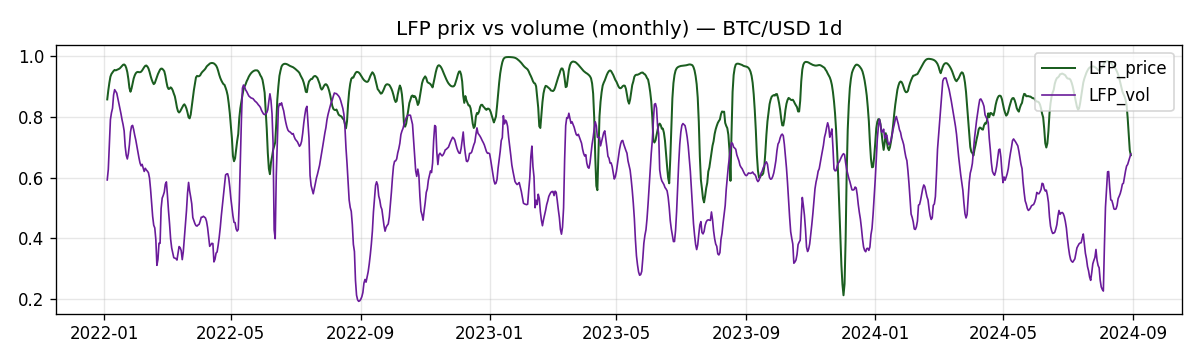 LFP prix vs volume (monthly) — BTC/USD 1d
1.0
0.8
0.6
0.4
0.2
LFP_price
LFP_vol
2022-01 2022-05 2022-09 2023-01 2023-05 2023-09 2024-01 2024-05 2024-09